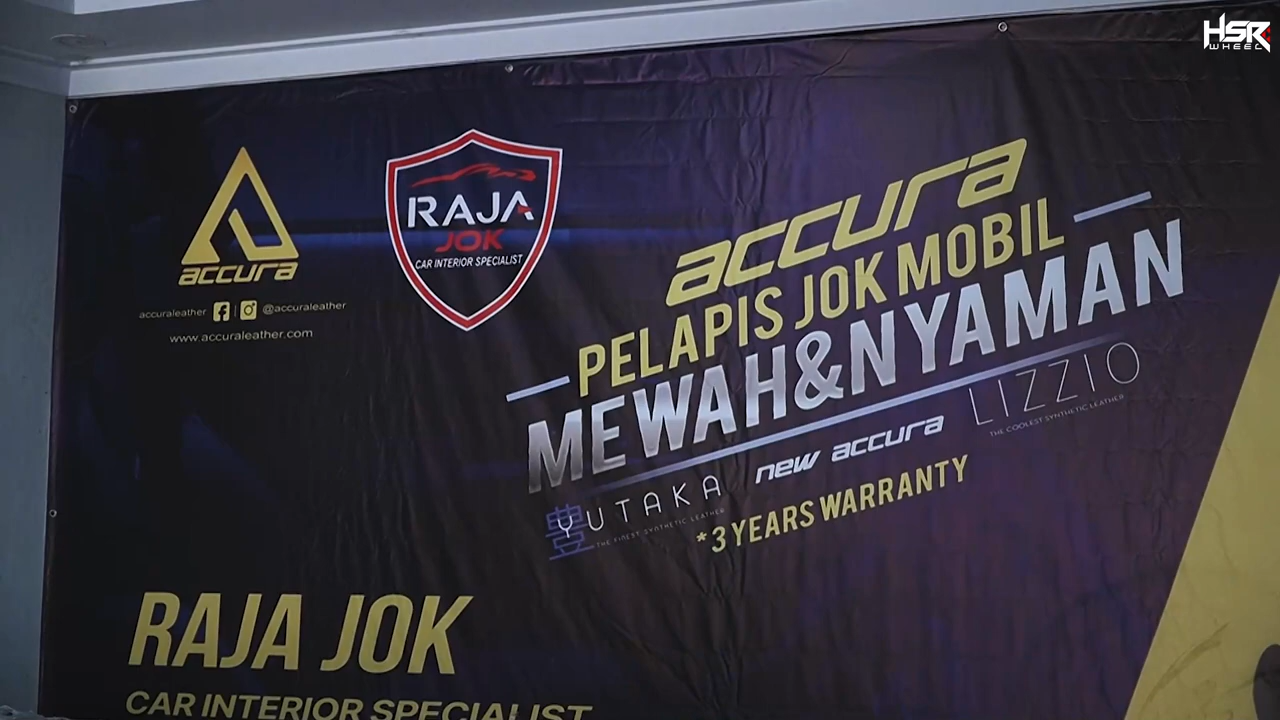 HSR
WHEEL
accura
accuraleather | @accuraleather
www.accuraleather.com
RAJA
JOK
CAR INTERIOR SPECIALIST
accura
PELAPIS JOK MOBIL
MEWAH&NYAMAN
豊 YUTAKA
THE FINEST SYNTHETIC LEATHER
new accura
LIZZIO
THE COOLEST SYNTHETIC LEATHER
*3 YEARS WARRANTY
RAJA JOK
CAR INTERIOR SPECIALIST